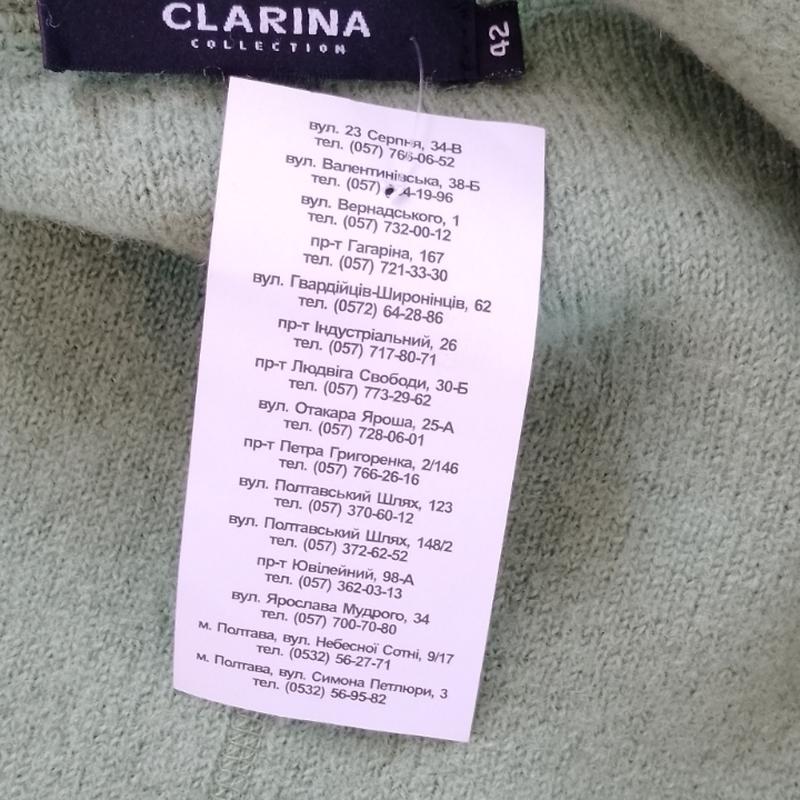 CLARINA
COLLECTION
42
вул. 23 Серпня, 34-В
тел. (057) 766-06-52
вул. Валентинівська, 38-Б
тел. (057) 4-19-96
вул. Вернадського, 1
тел. (057) 732-00-12
пр-т Гагаріна, 167
тел. (057) 721-33-30
вул. Гвардійців-Широнінців, 62
тел. (0572) 64-28-86
пр-т Індустріальний, 26
тел. (057) 717-80-71
пр-т Людвіга Свободи, 30-Б
тел. (057) 773-29-62
вул. Отакара Яроша, 25-А
тел. (057) 728-06-01
пр-т Петра Григоренка, 2/146
тел. (057) 766-26-16
вул. Полтавський Шлях, 123
тел. (057) 370-60-12
вул. Полтавський Шлях, 148/2
тел. (057) 372-62-52
пр-т Ювілейний, 98-А
тел. (057) 362-03-13
вул. Ярослава Мудрого, 34
тел. (057) 700-70-80
м. Полтава, вул. Небесної Сотні, 9/17
тел. (0532) 56-27-71
м. Полтава, вул. Симона Петлюри, 3
тел. (0532) 56-95-82